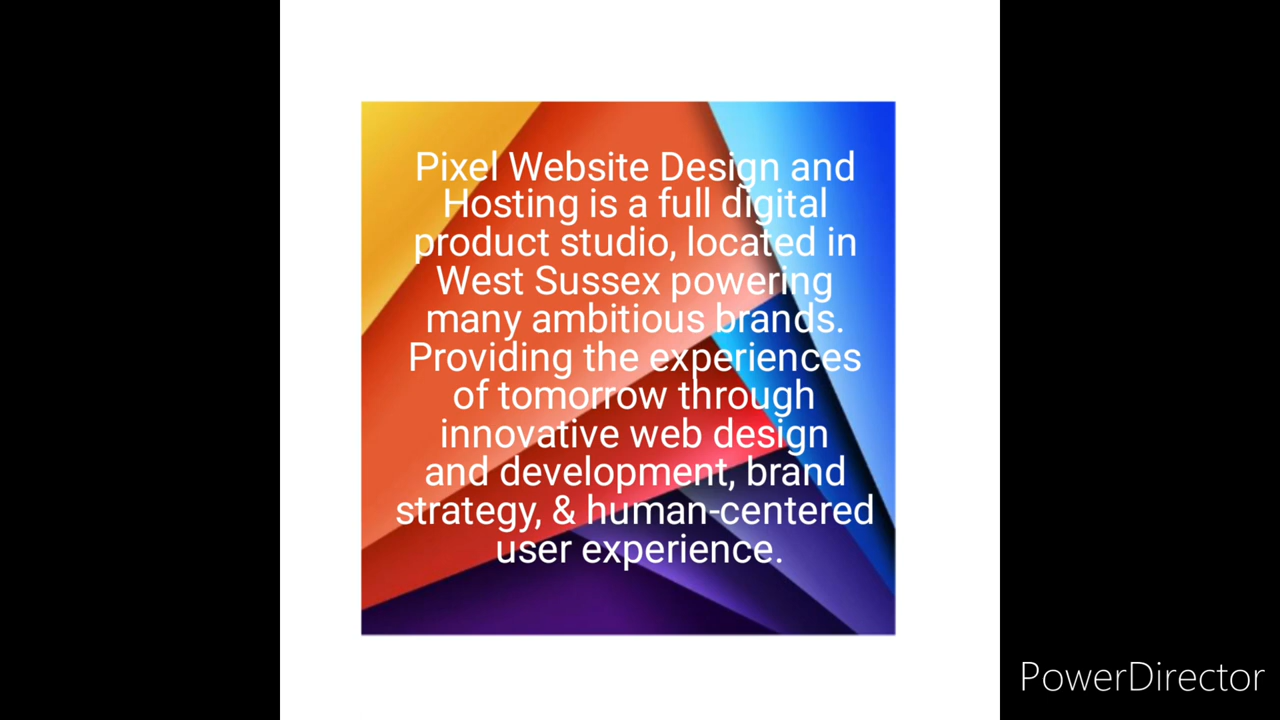 Pixel Website Design and
Hosting is a full digital
product studio, located in
West Sussex powering
many ambitious brands.
Providing the experiences
of tomorrow through
innovative web design
and development, brand
strategy, & human-centered
user experience.
PowerDirector